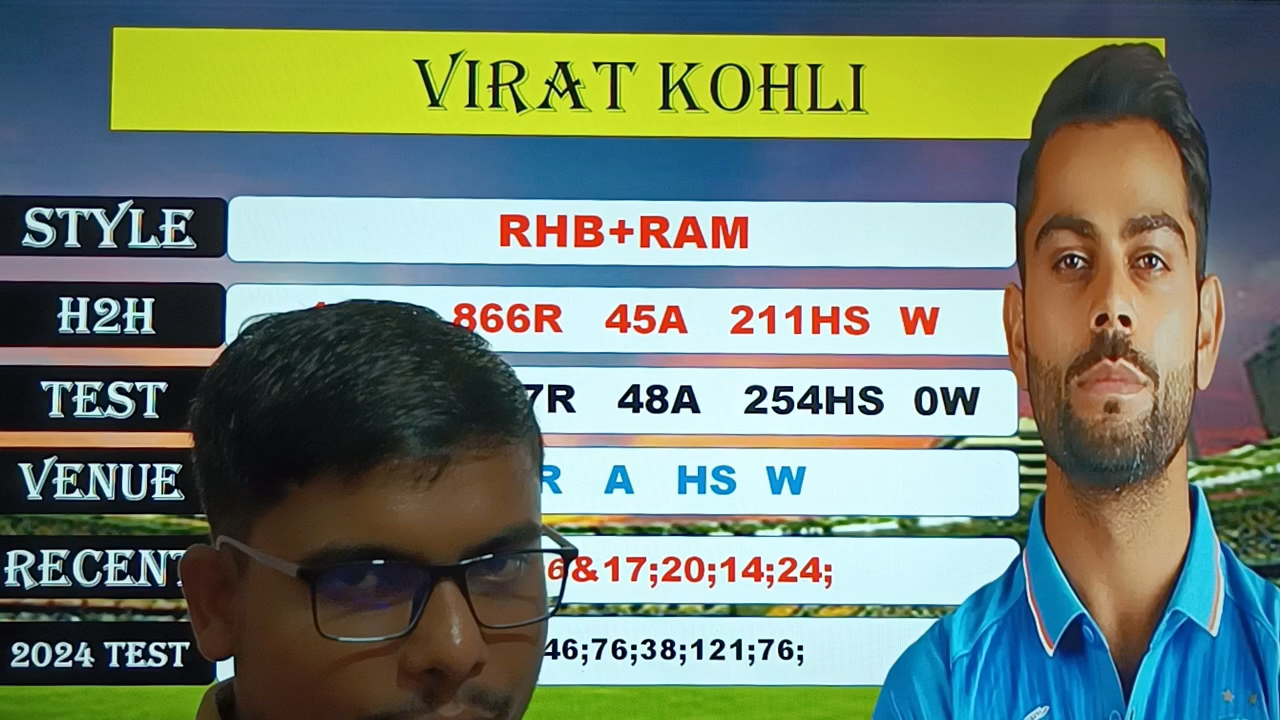 VIRAT KOHLI
STYLE RHB+RAM
H2H 866R 45A 211HS W
TEST 7R 48A 254HS 0W
VENUE R A HS W
RECENT 6&17;20;14;24;
2024 TEST 46;76;38;121;76;